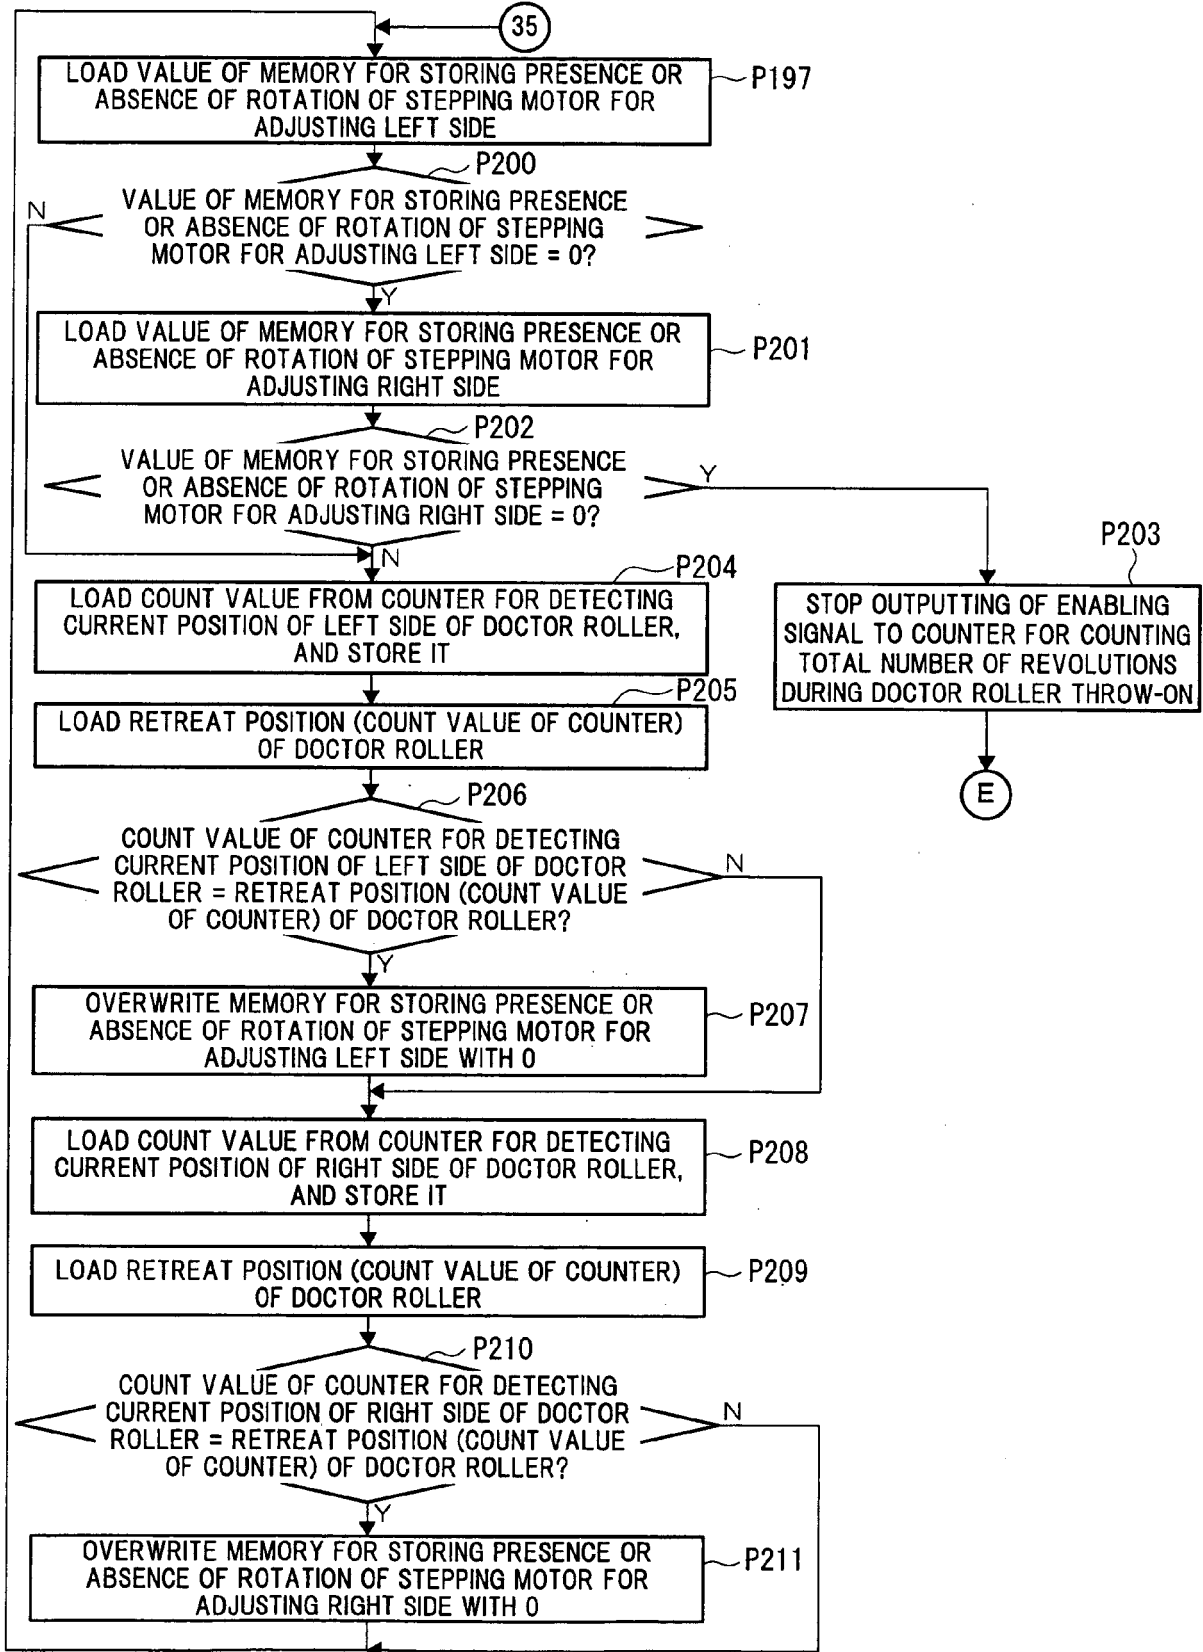 35
LOAD VALUE OF MEMORY FOR STORING PRESENCE OR
ABSENCE OF ROTATION OF STEPPING MOTOR FOR
ADJUSTING LEFT SIDE
P197
P200
VALUE OF MEMORY FOR STORING PRESENCE
OR ABSENCE OF ROTATION OF STEPPING
MOTOR FOR ADJUSTING LEFT SIDE = 0?
N
Y
LOAD VALUE OF MEMORY FOR STORING PRESENCE OR
ABSENCE OF ROTATION OF STEPPING MOTOR FOR
ADJUSTING RIGHT SIDE
P201
P202
VALUE OF MEMORY FOR STORING PRESENCE
OR ABSENCE OF ROTATION OF STEPPING
MOTOR FOR ADJUSTING RIGHT SIDE = 0?
Y
N
P203
STOP OUTPUTTING OF ENABLING
SIGNAL TO COUNTER FOR COUNTING
TOTAL NUMBER OF REVOLUTIONS
DURING DOCTOR ROLLER THROW-ON
E
P204
LOAD COUNT VALUE FROM COUNTER FOR DETECTING
CURRENT POSITION OF LEFT SIDE OF DOCTOR ROLLER,
AND STORE IT
P205
LOAD RETREAT POSITION (COUNT VALUE OF COUNTER)
OF DOCTOR ROLLER
P206
COUNT VALUE OF COUNTER FOR DETECTING
CURRENT POSITION OF LEFT SIDE OF DOCTOR
ROLLER = RETREAT POSITION (COUNT VALUE
OF COUNTER) OF DOCTOR ROLLER?
N
Y
OVERWRITE MEMORY FOR STORING PRESENCE OR
ABSENCE OF ROTATION OF STEPPING MOTOR FOR
ADJUSTING LEFT SIDE WITH 0
P207
LOAD COUNT VALUE FROM COUNTER FOR DETECTING
CURRENT POSITION OF RIGHT SIDE OF DOCTOR ROLLER,
AND STORE IT
P208
LOAD RETREAT POSITION (COUNT VALUE OF COUNTER)
OF DOCTOR ROLLER
P209
P210
COUNT VALUE OF COUNTER FOR DETECTING
CURRENT POSITION OF RIGHT SIDE OF DOCTOR
ROLLER = RETREAT POSITION (COUNT VALUE
OF COUNTER) OF DOCTOR ROLLER?
N
Y
OVERWRITE MEMORY FOR STORING PRESENCE OR
ABSENCE OF ROTATION OF STEPPING MOTOR FOR
ADJUSTING RIGHT SIDE WITH 0
P211